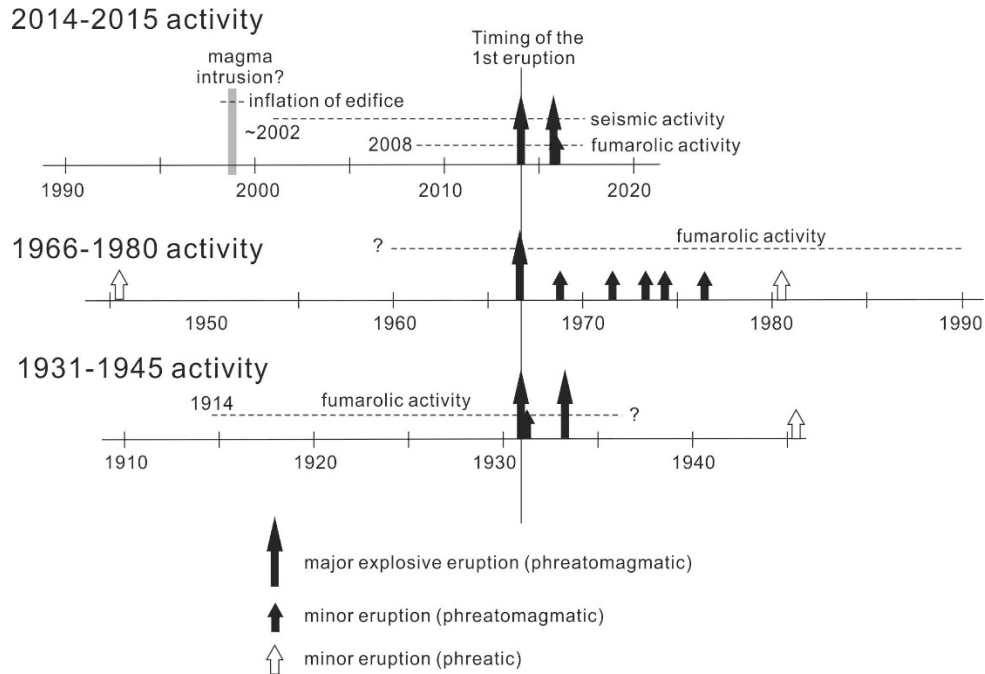 2014-2015 activity
Timing of the
1st eruption
magma
intrusion?
inflation of edifice
~2002
seismic activity
2008
fumarolic activity
1990 2000 2010 2020
1966-1980 activity
? fumarolic activity
1950 1960 1970 1980 1990
1931-1945 activity
1914 fumarolic activity ?
1910 1920 1930 1940
major explosive eruption (phreatomagmatic)
minor eruption (phreatomagmatic)
minor eruption (phreatic)